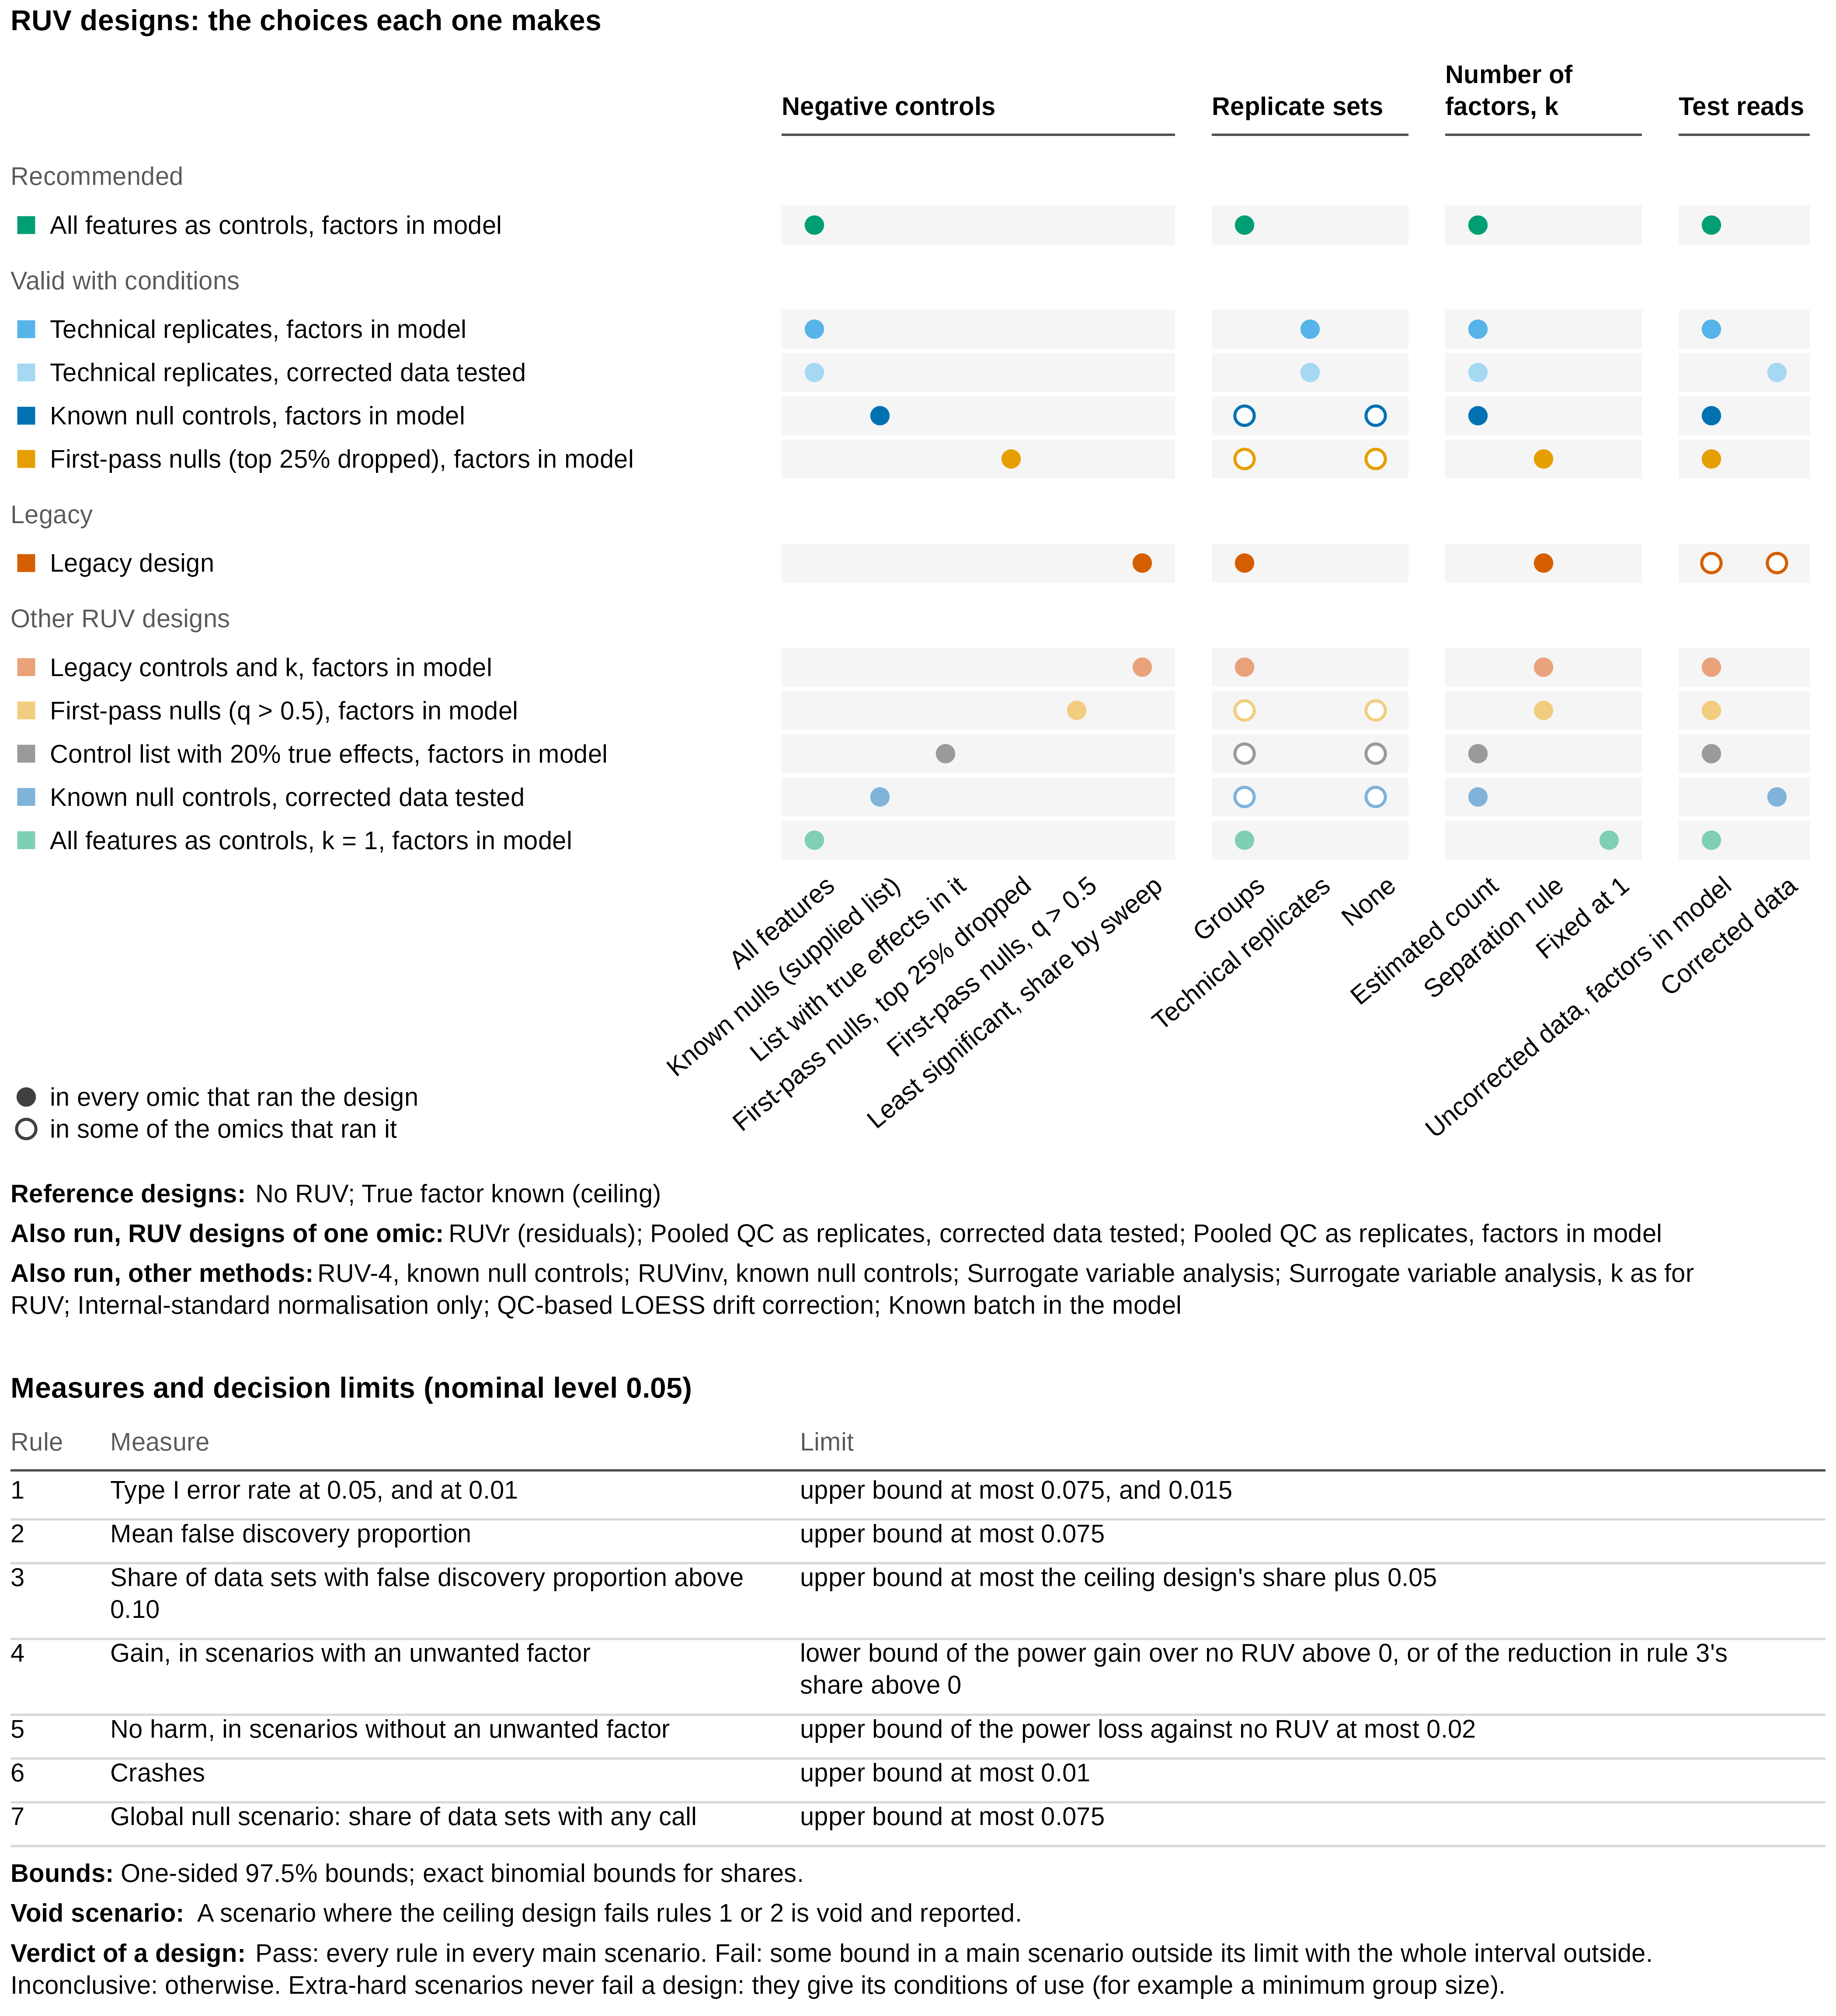 RUV designs: the choices each one makes
Negative controls
Replicate sets
Number of
factors, k
Test reads
Recommended
All features as controls, factors in model
Valid with conditions
Technical replicates, factors in model
Technical replicates, corrected data tested
Known null controls, factors in model
First-pass nulls (top 25% dropped), factors in model
Legacy
Legacy design
Other RUV designs
Legacy controls and k, factors in model
First-pass nulls (q > 0.5), factors in model
Control list with 20% true effects, factors in model
Known null controls, corrected data tested
All features as controls, k = 1, factors in model
All features
Known nulls (supplied list)
List with true effects in it
First-pass nulls, top 25% dropped
First-pass nulls, q > 0.5
Least significant, share by sweep
Groups
Technical replicates
None
Estimated count
Separation rule
Fixed at 1
Uncorrected data, factors in model
Corrected data
in every omic that ran the design
in some of the omics that ran it
Reference designs: No RUV; True factor known (ceiling)
Also run, RUV designs of one omic: RUVr (residuals); Pooled QC as replicates, corrected data tested; Pooled QC as replicates, factors in model
Also run, other methods: RUV-4, known null controls; RUVinv, known null controls; Surrogate variable analysis; Surrogate variable analysis, k as for
RUV; Internal-standard normalisation only; QC-based LOESS drift correction; Known batch in the model
Measures and decision limits (nominal level 0.05)
Rule Measure Limit
1 Type I error rate at 0.05, and at 0.01 upper bound at most 0.075, and 0.015
2 Mean false discovery proportion upper bound at most 0.075
3 Share of data sets with false discovery proportion above upper bound at most the ceiling design's share plus 0.05
0.10
4 Gain, in scenarios with an unwanted factor lower bound of the power gain over no RUV above 0, or of the reduction in rule 3's
share above 0
5 No harm, in scenarios without an unwanted factor upper bound of the power loss against no RUV at most 0.02
6 Crashes upper bound at most 0.01
7 Global null scenario: share of data sets with any call upper bound at most 0.075
Bounds: One-sided 97.5% bounds; exact binomial bounds for shares.
Void scenario: A scenario where the ceiling design fails rules 1 or 2 is void and reported.
Verdict of a design: Pass: every rule in every main scenario. Fail: some bound in a main scenario outside its limit with the whole interval outside.
Inconclusive: otherwise. Extra-hard scenarios never fail a design: they give its conditions of use (for example a minimum group size).